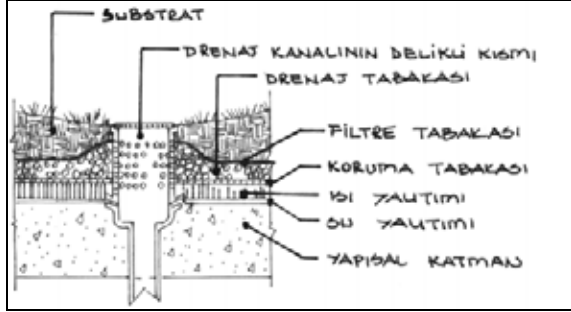 SUBSTRAT
DRENAJ KANALININ DELİKLİ KISMI
DRENAJ TABAKASI
FİLTRE TABAKASI
KORUMA TABAKASI
ISI YALITIMI
SU YALITIMI
YAPISAL KATMAN